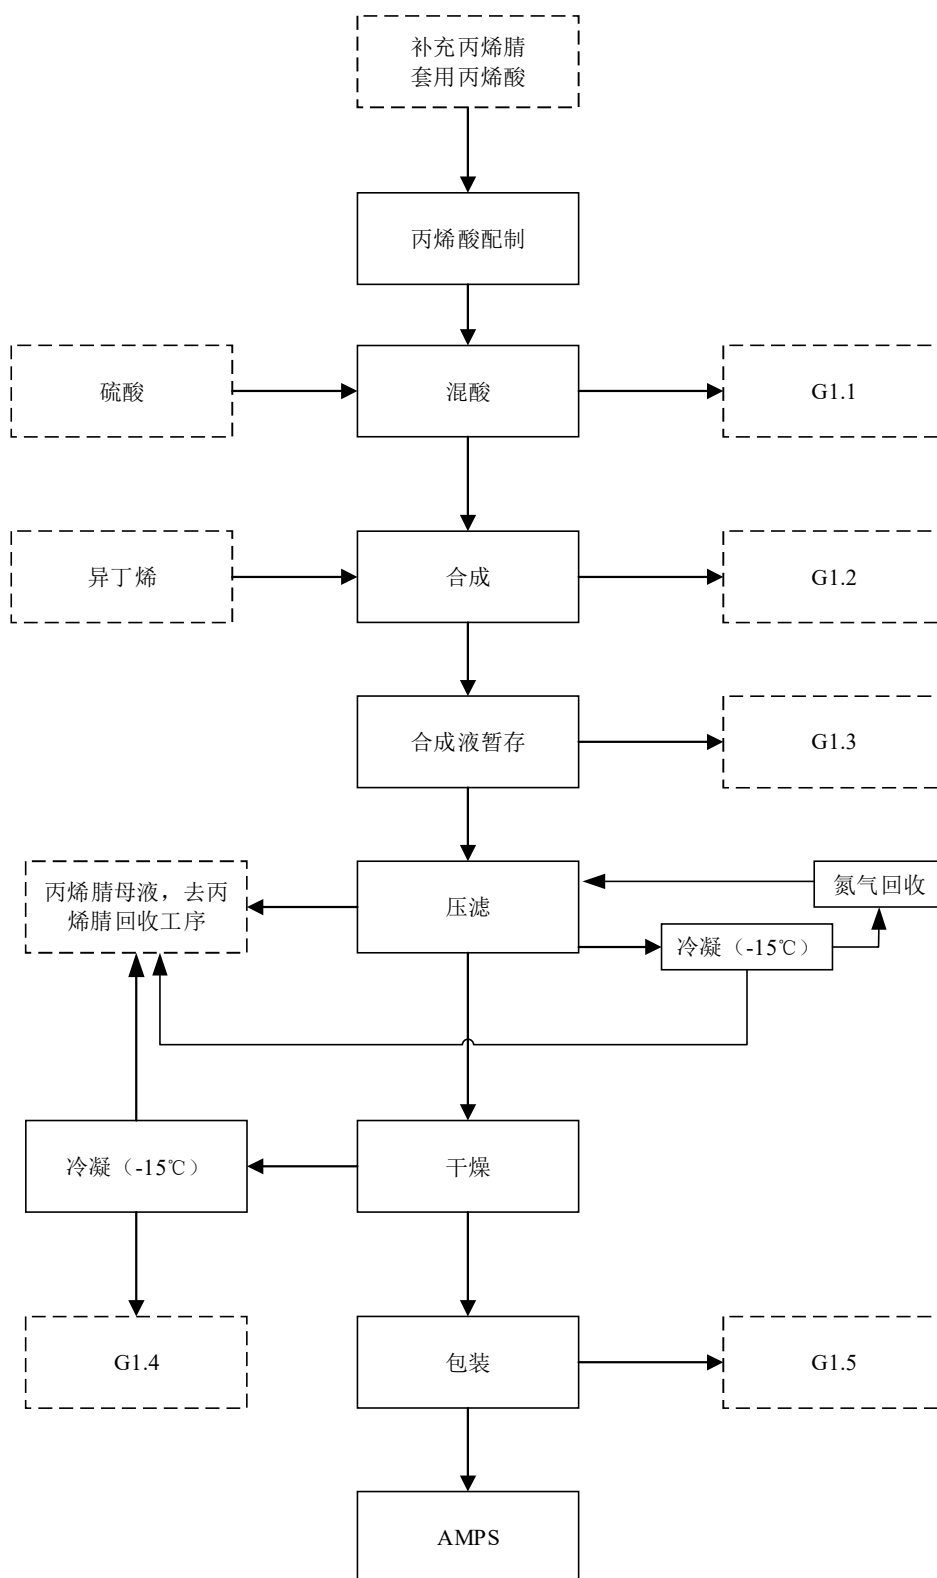 补充丙烯腈
套用丙烯酸
丙烯酸配制
硫酸
混酸
G1.1
异丁烯
合成
G1.2
合成液暂存
G1.3
丙烯腈母液，去丙
烯腈回收工序
压滤
氮气回收
冷凝（-15℃）
冷凝（-15℃）
干燥
G1.4
包装
G1.5
AMPS